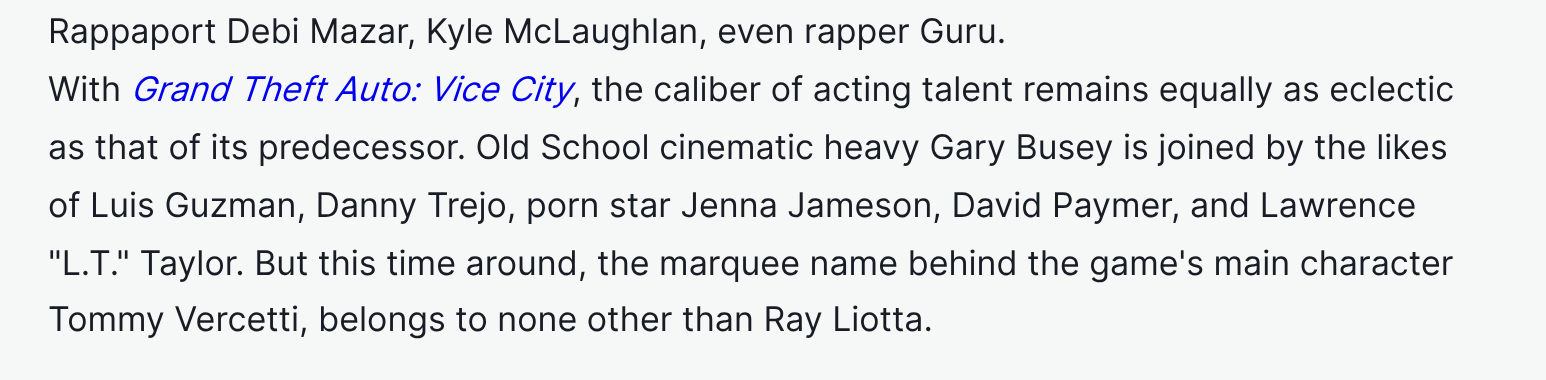 Rappaport Debi Mazar, Kyle McLaughlan, even rapper Guru.
With Grand Theft Auto: Vice City, the caliber of acting talent remains equally as eclectic
as that of its predecessor. Old School cinematic heavy Gary Busey is joined by the likes
of Luis Guzman, Danny Trejo, porn star Jenna Jameson, David Paymer, and Lawrence
"L.T." Taylor. But this time around, the marquee name behind the game's main character
Tommy Vercetti, belongs to none other than Ray Liotta.